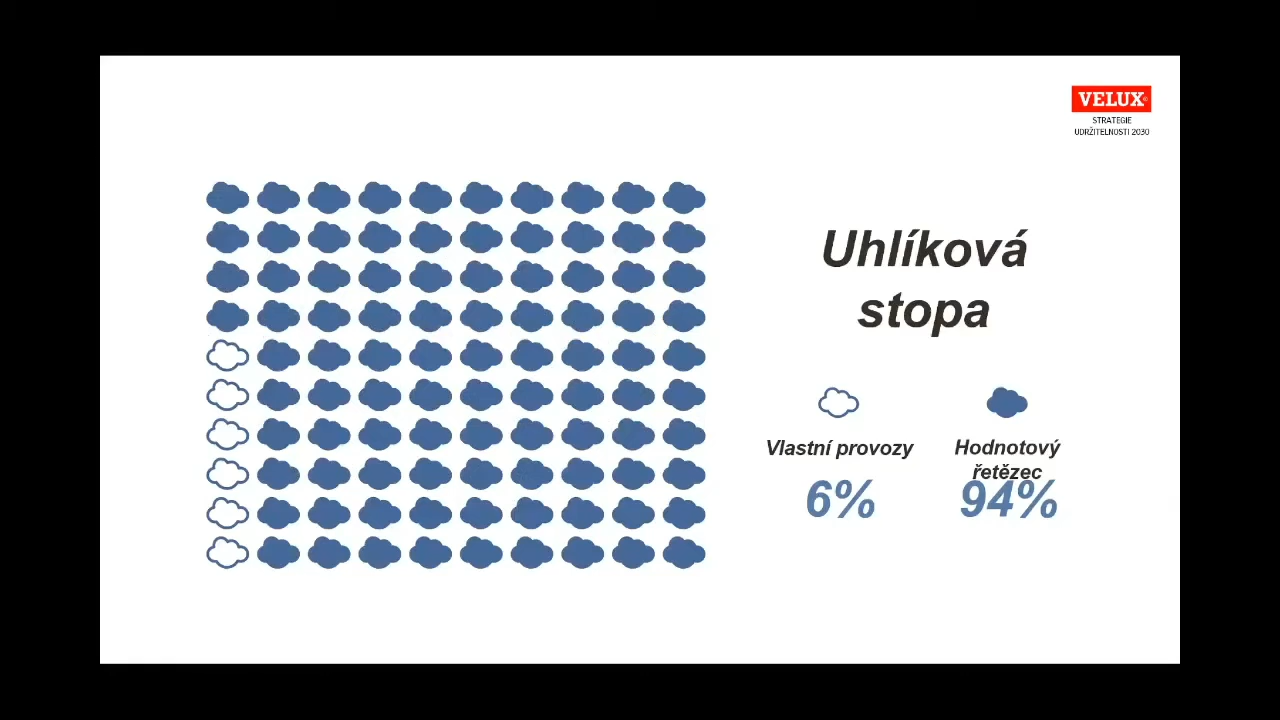 VELUX®
STRATEGIE
UDRŽITELNOSTI 2030
Uhlíková
stopa
Vlastní provozy
6%
Hodnotový
řetězec
94%